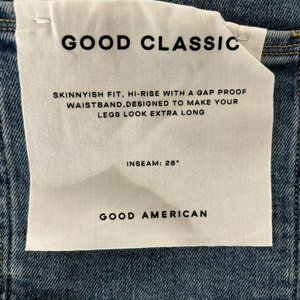 GOOD CLASSIC
SKINNYISH FIT, HI-RISE WITH A GAP PROOF
WAISTBAND.DESIGNED TO MAKE YOUR
LEGS LOOK EXTRA LONG
INSEAM: 28"
GOOD AMERICAN